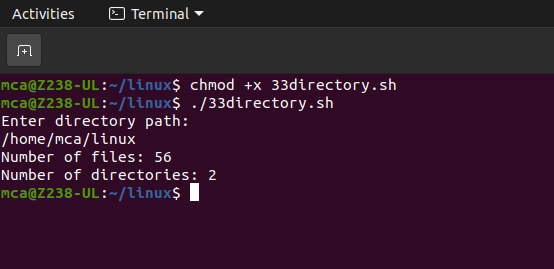 Activities
Terminal
mca@Z238-UL:~/linux$ chmod +x 33directory.sh
mca@Z238-UL:~/linux$ ./33directory.sh
Enter directory path:
/home/mca/linux
Number of files: 56
Number of directories: 2
mca@Z238-UL:~/linux$